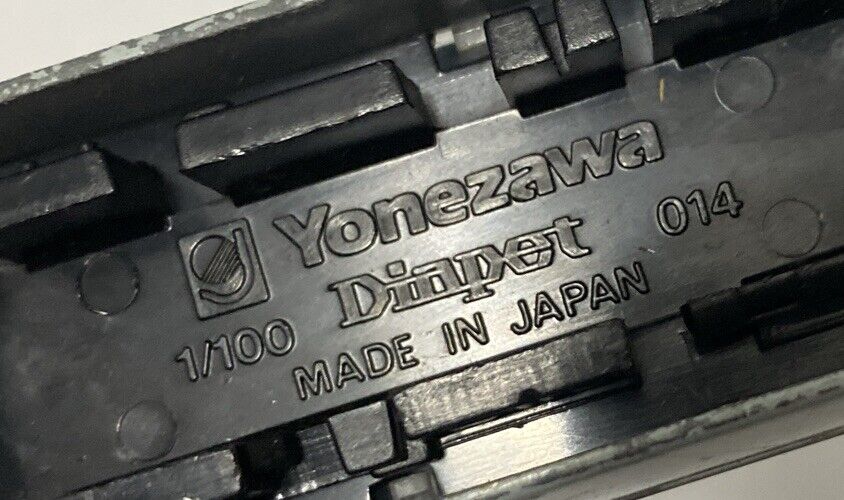 Yonezawa
1/100 Diapet 014
MADE IN JAPAN